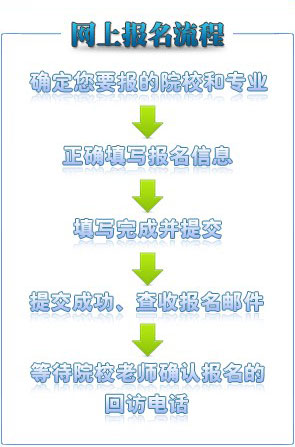 网上报名流程
确定您要报的院校和专业
正确填写报名信息
填写完成并提交
提交成功、查收报名邮件
等待院校老师确认报名的
回访电话